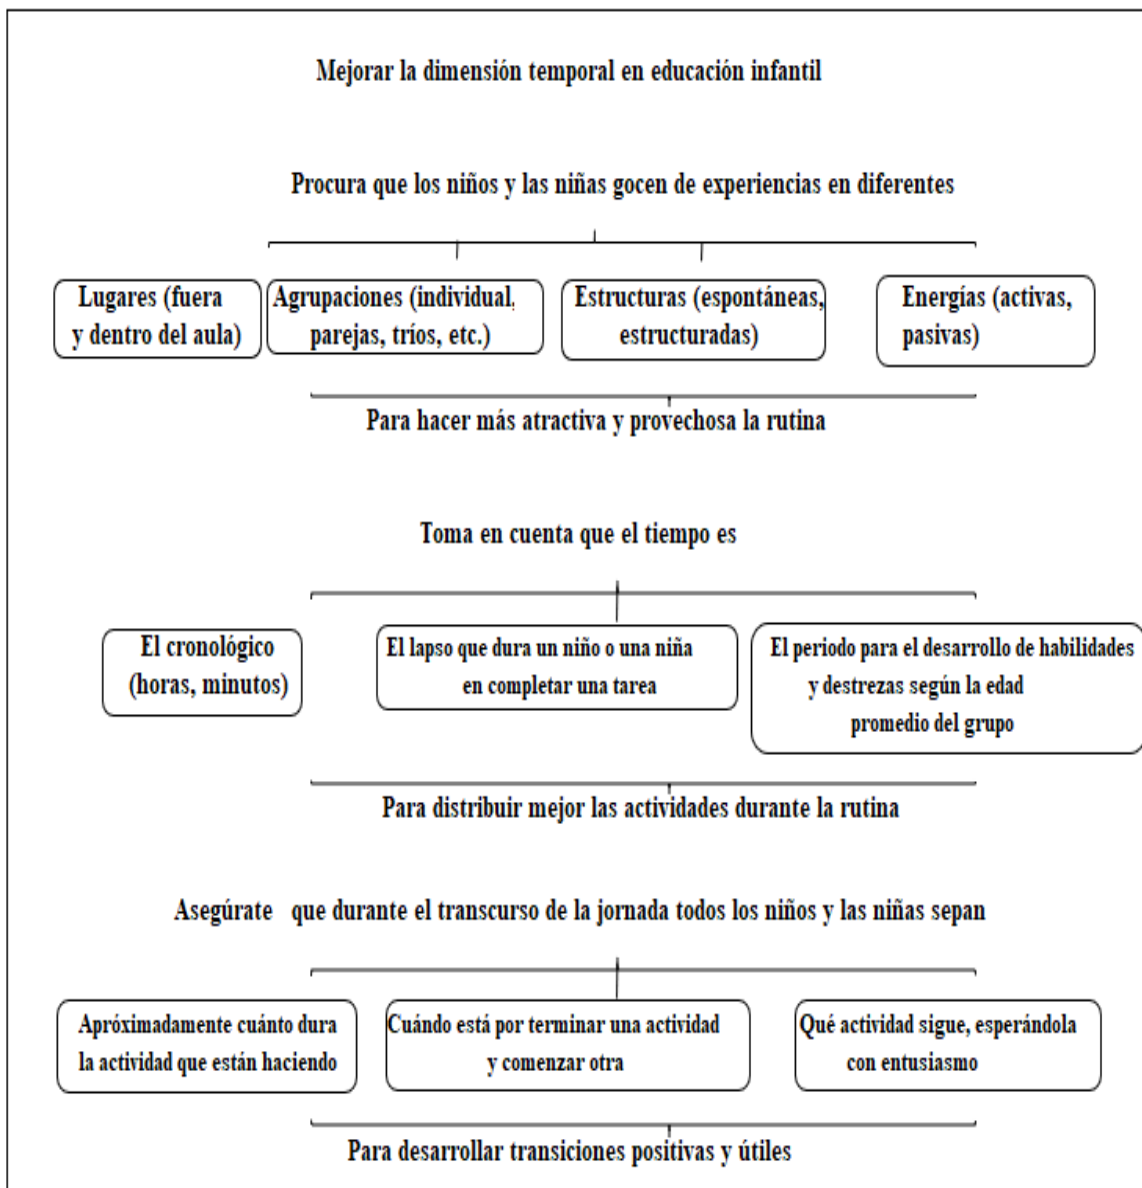 Mejorar la dimensión temporal en educación infantil
Procura que los niños y las niñas gocen de experiencias en diferentes
Lugares (fuera
y dentro del aula)
Agrupaciones (individual,
parejas, tríos, etc.)
Estructuras (espontáneas,
estructuradas)
Energías (activas,
pasivas)
Para hacer más atractiva y provechosa la rutina
Toma en cuenta que el tiempo es
El cronológico
(horas, minutos)
El lapso que dura un niño o una niña
en completar una tarea
El periodo para el desarrollo de habilidades
y destrezas según la edad
promedio del grupo
Para distribuir mejor las actividades durante la rutina
Asegúrate que durante el transcurso de la jornada todos los niños y las niñas sepan
Apróximadamente cuánto dura
la actividad que están haciendo
Cuándo está por terminar una actividad
y comenzar otra
Qué actividad sigue, esperándola
con entusiasmo
Para desarrollar transiciones positivas y útiles